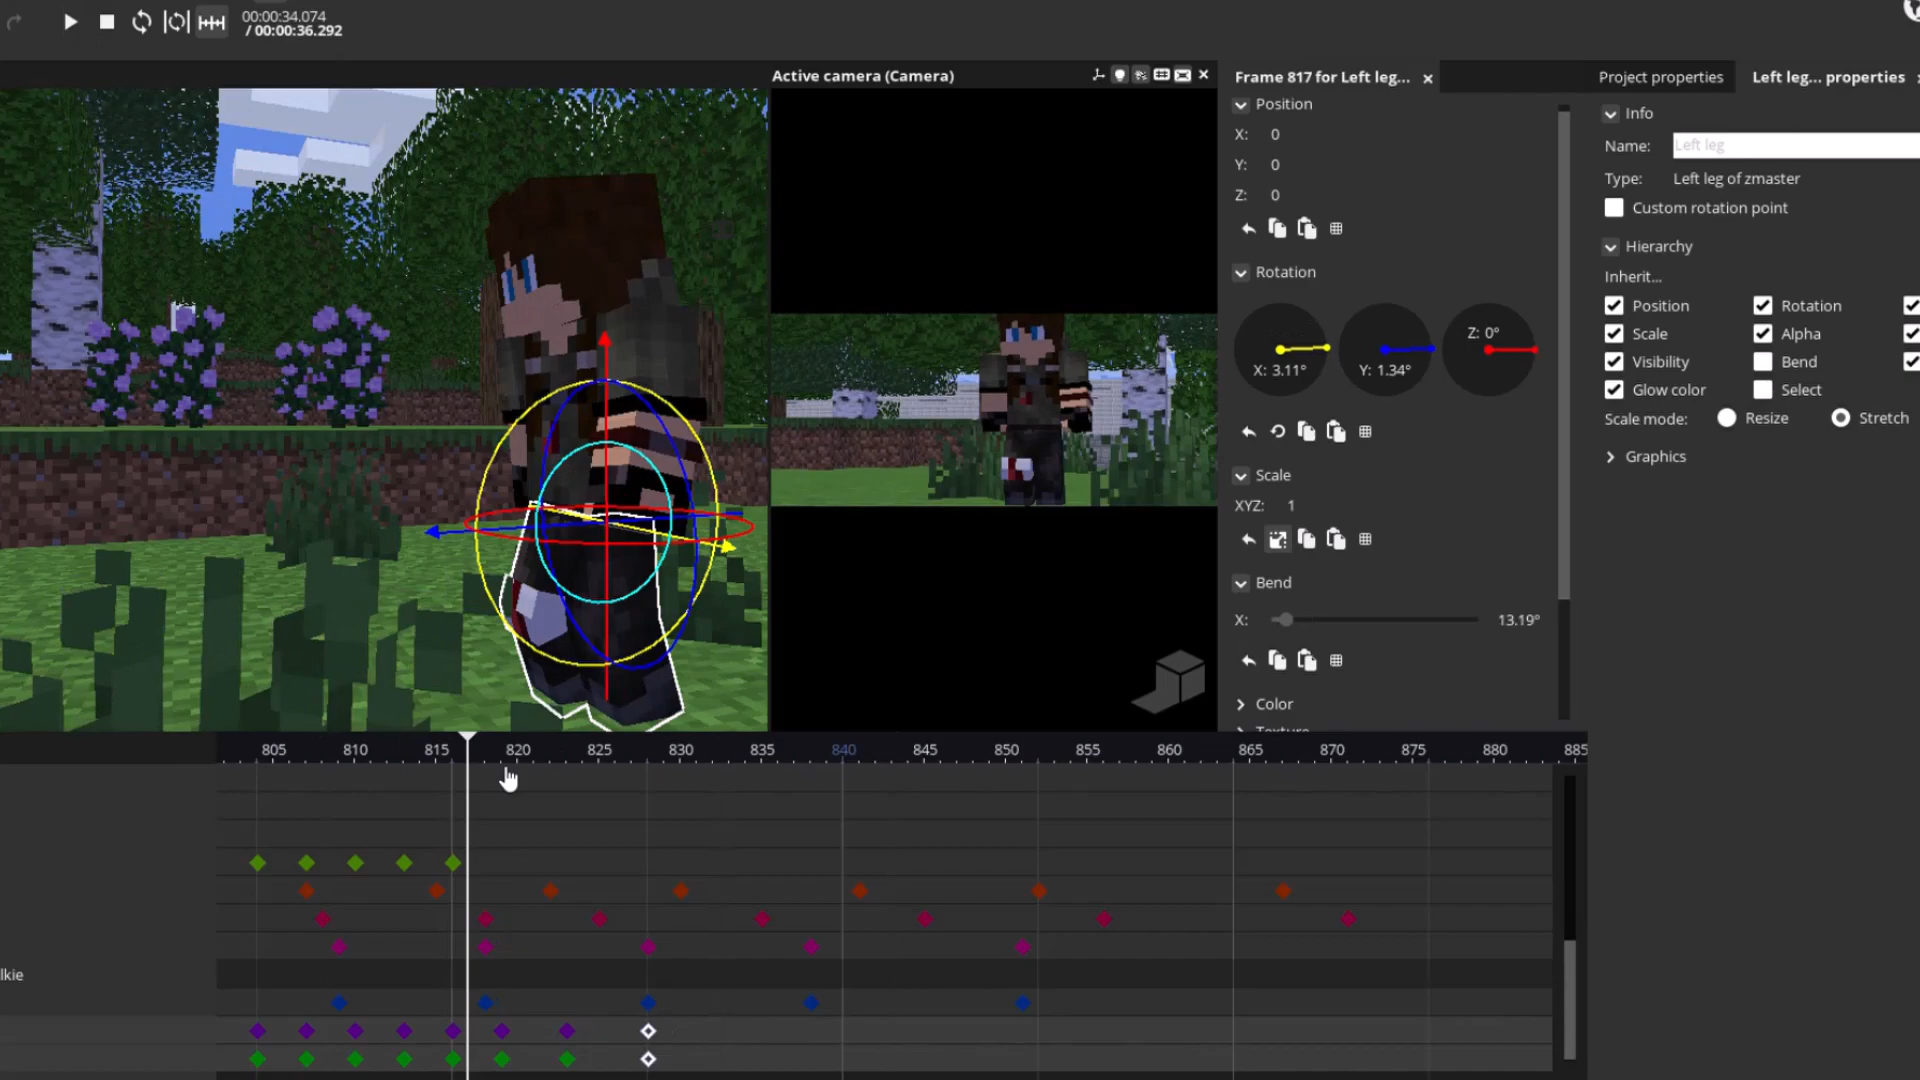 00:00:34.074
/ 00:00:36.292
Active camera (Camera)
Frame 817 for Left leg...
Project properties
Left leg... properties
Position
X: 0
Y: 0
Z: 0
Rotation
X: 3.11°
Y: 1.34°
Z: 0°
Scale
XYZ: 1
Bend
X: 13.19°
Color
Texture
Info
Name: Left leg
Type: Left leg of zmaster
Custom rotation point
Hierarchy
Inherit...
Position Rotation
Scale Alpha
Visibility Bend
Glow color Select
Scale mode: Resize Stretch
Graphics
805 810 815 820 825 830 835 840 845 850 855 860 865 870 875 880 885
lkie